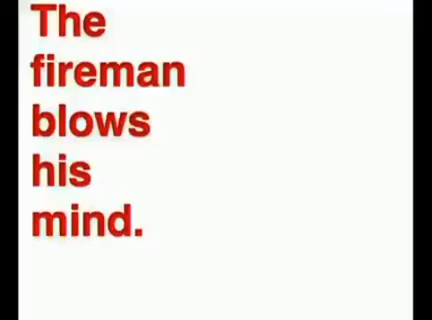 The
fireman
blows
his
mind.